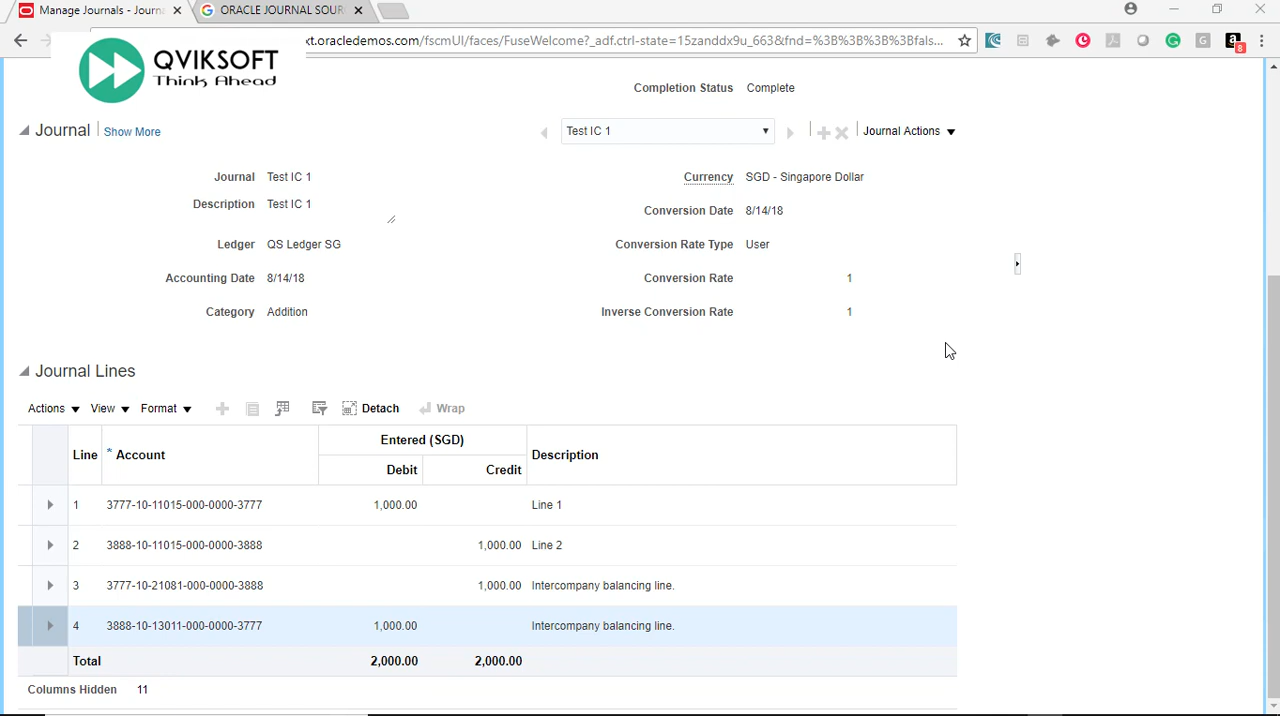 Manage Journals - Journa
ORACLE JOURNAL SOUR
xt.oracledemos.com/fscmUI/faces/FuseWelcome?_adf.ctrl-state=15zanddx9u_663&fnd=%3B%3B%3B%3Bfals...
8
QVIKSOFT
Think Ahead
Completion Status Complete
Journal Show More Test IC 1 Journal Actions
Journal Test IC 1 Currency SGD - Singapore Dollar
Description Test IC 1 Conversion Date 8/14/18
Ledger QS Ledger SG Conversion Rate Type User
Accounting Date 8/14/18 Conversion Rate 1
Category Addition Inverse Conversion Rate 1
Journal Lines
Actions View Format Detach Wrap
Entered (SGD)
Line * Account Debit Credit Description
1 3777-10-11015-000-0000-3777 1,000.00 Line 1
2 3888-10-11015-000-0000-3888 1,000.00 Line 2
3 3777-10-21081-000-0000-3888 1,000.00 Intercompany balancing line.
4 3888-10-13011-000-0000-3777 1,000.00 Intercompany balancing line.
Total 2,000.00 2,000.00
Columns Hidden 11